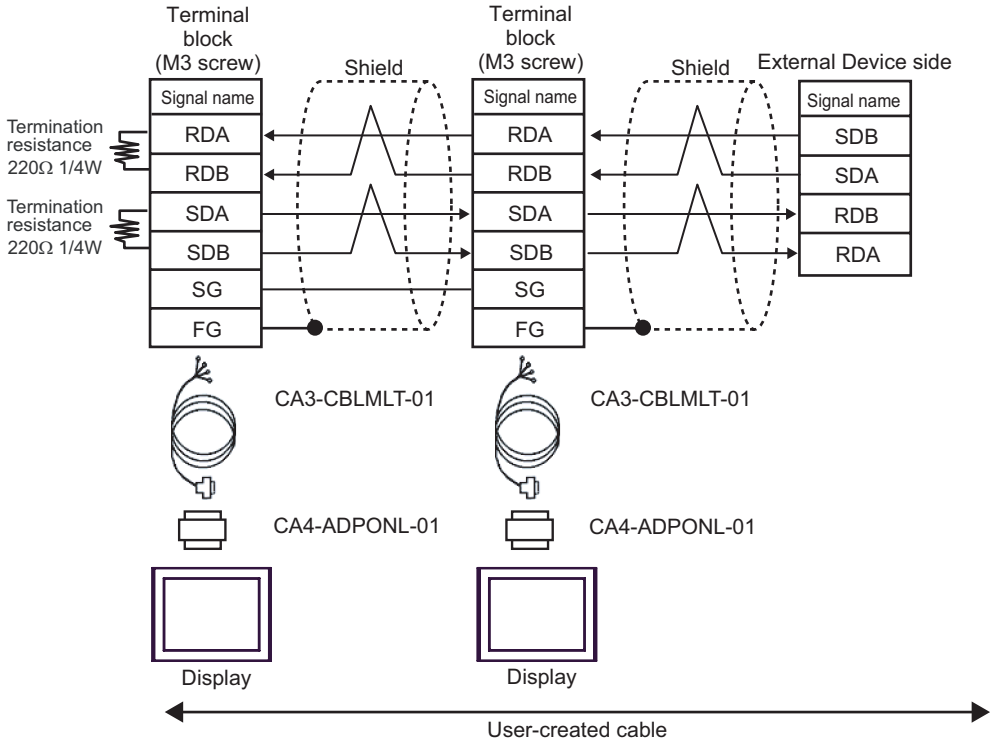 Terminal
block
(M3 screw)
Terminal
block
(M3 screw)
Shield
Shield
External Device side
Signal name
Signal name
Signal name
Termination
resistance
220Ω 1/4W
RDA
RDA
SDB
RDB
RDB
SDA
Termination
resistance
220Ω 1/4W
SDA
SDA
RDB
SDB
SDB
RDA
SG
SG
FG
FG
CA3-CBLMLT-01
CA3-CBLMLT-01
CA4-ADPONL-01
CA4-ADPONL-01
Display
Display
User-created cable